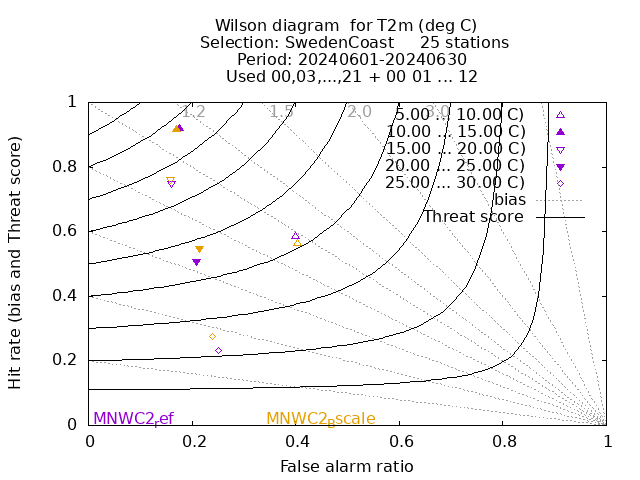 Wilson diagram  for T2m (deg C)
Selection: SwedenCoast     25 stations
Period: 20240601-20240630
Used 00,03,...,21 + 00 01 ... 12
Hit rate (bias and Threat score)
1
0.8
0.6
0.4
0.2
0
1.2
1.5
2.0
3.0
5.00 ... 10.00 C)
10.00 ... 15.00 C)
15.00 ... 20.00 C)
20.00 ... 25.00 C)
25.00 ... 30.00 C)
bias
Threat score
MNWC2ref
MNWC2Bscale
0
0.2
0.4
0.6
0.8
1
False alarm ratio